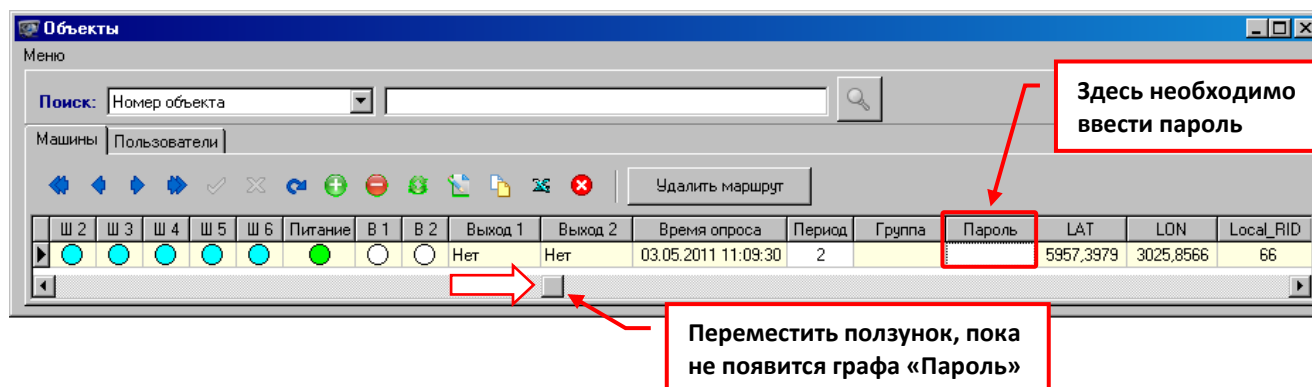 Объекты
Меню
Поиск: Номер объекта
Здесь необходимо
ввести пароль
Машины Пользователи
Удалить маршрут
Ш 2 Ш 3 Ш 4 Ш 5 Ш 6 Питание В 1 В 2 Выход 1 Выход 2 Время опроса Период Группа Пароль LAT LON Local_RID
Нет Нет 03.05.2011 11:09:30 2 5957,3979 3025,8566 66
Переместить ползунок, пока
не появится графа «Пароль»